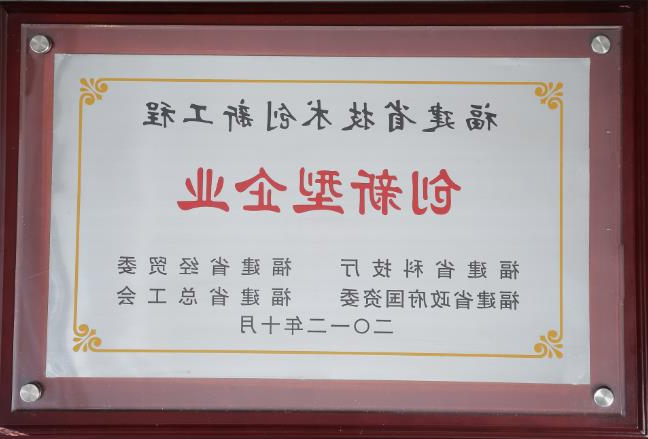 福建省技术创新工程
创新型企业
福建省科技厅 福建省经贸委
福建省政府国资委 福建省总工会
二〇一二年十月